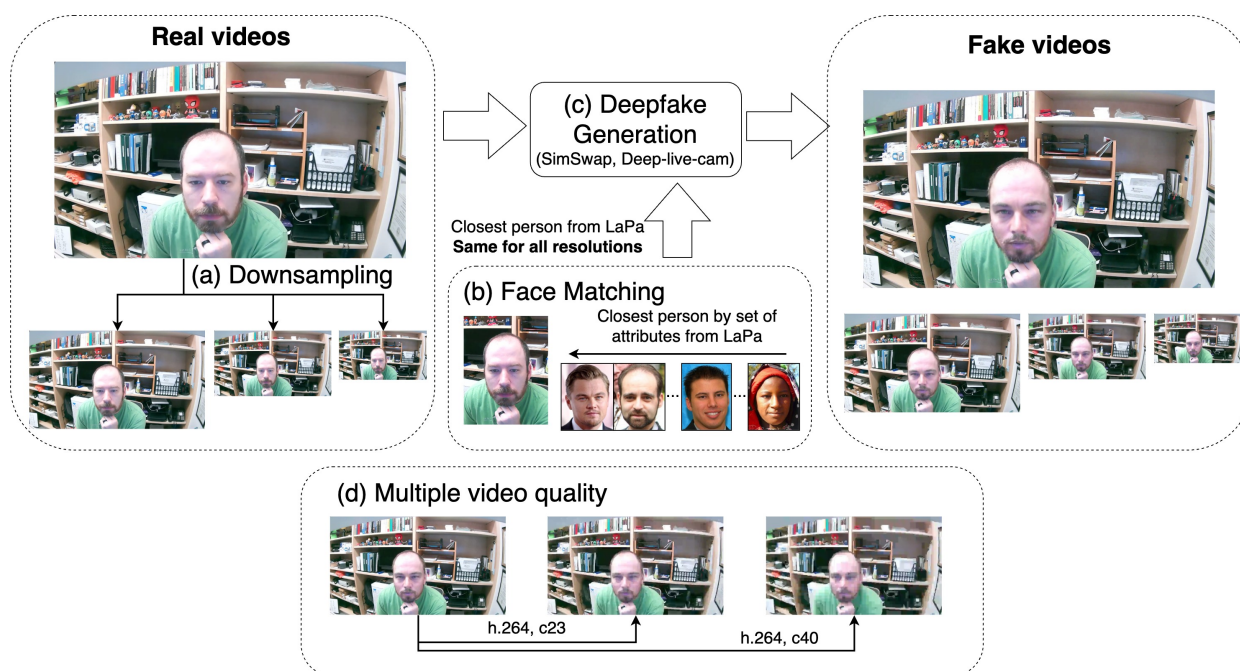 Real videos
(a) Downsampling
(c) Deepfake
Generation
(SimSwap, Deep-live-cam)
Closest person from LaPa
Same for all resolutions
(b) Face Matching
Closest person by set of
attributes from LaPa
Fake videos
(d) Multiple video quality
h.264, c23
h.264, c40